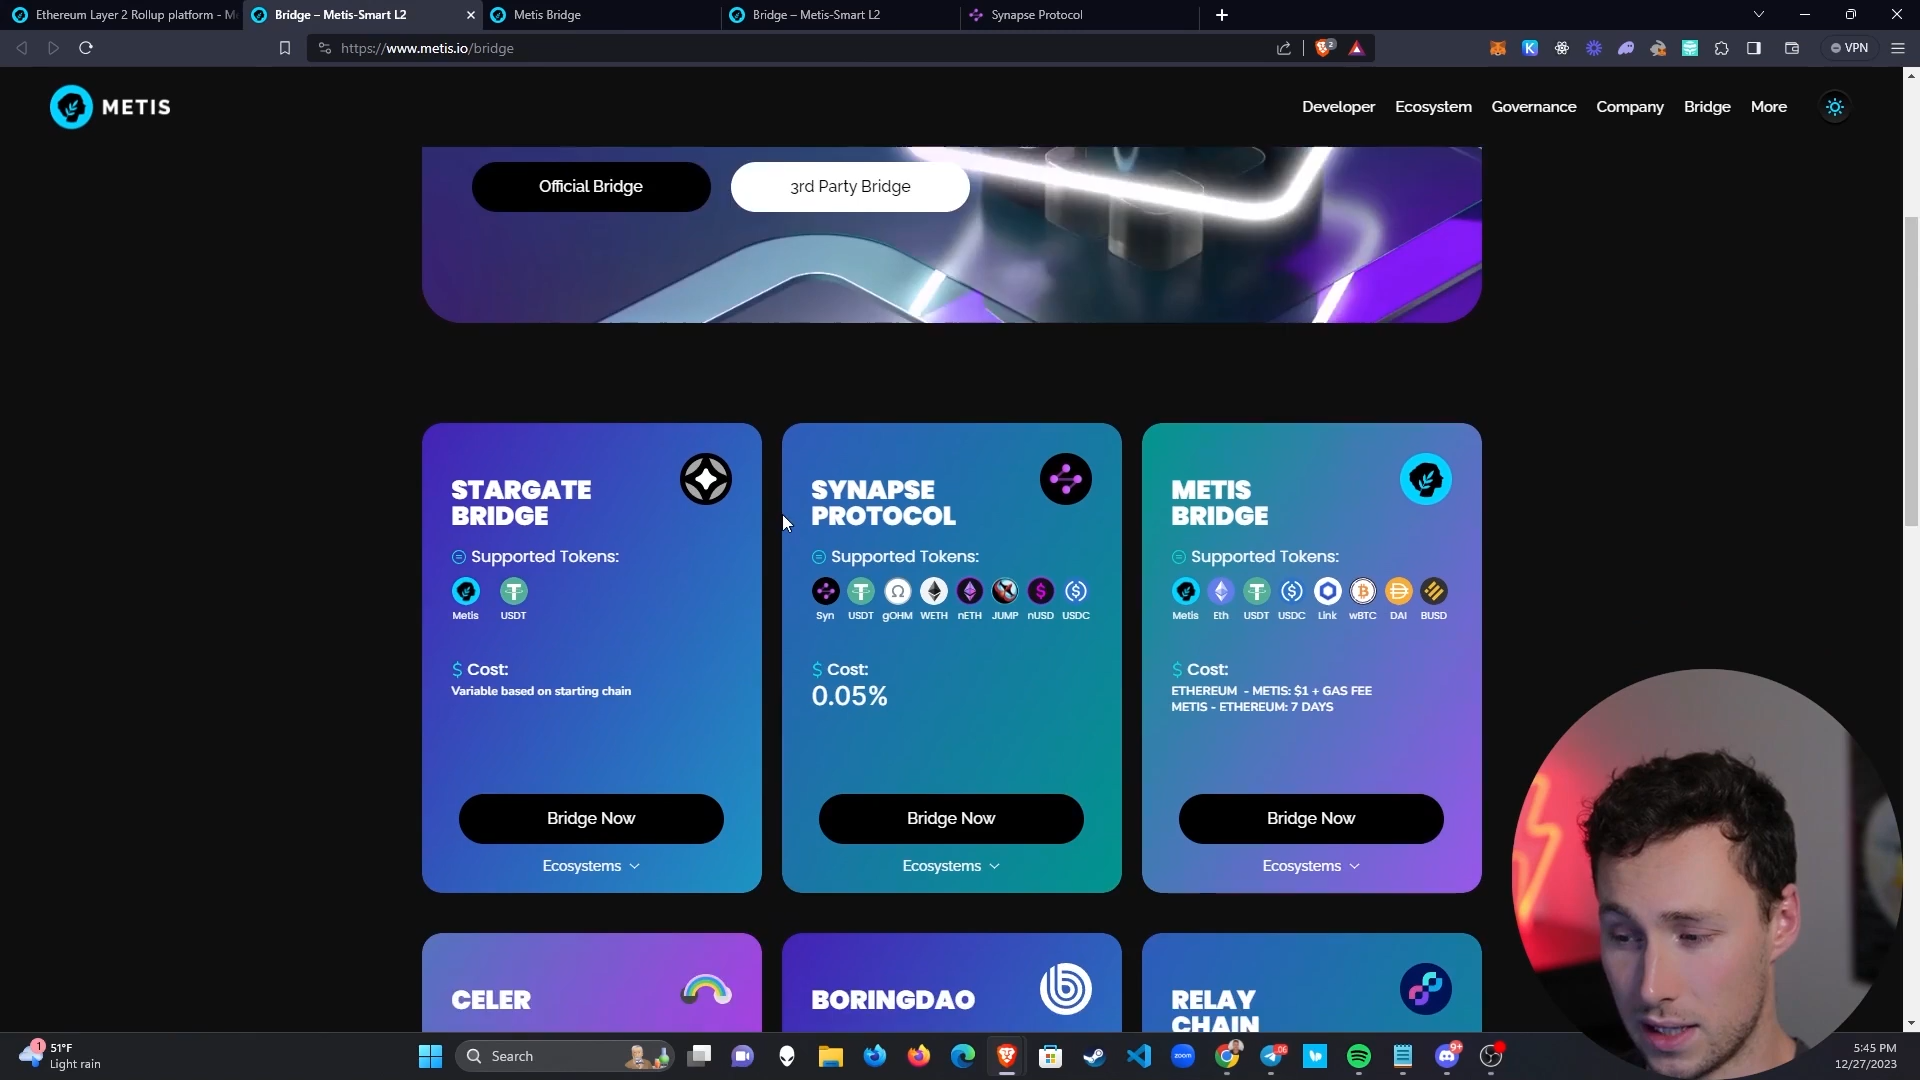 Ethereum Layer 2 Rollup platform - M
Bridge – Metis-Smart L2
Metis Bridge
Bridge – Metis-Smart L2
Synapse Protocol
https://www.metis.io/bridge
2
VPN
METIS
Developer
Ecosystem
Governance
Company
Bridge
More
Official Bridge
3rd Party Bridge
STARGATE
BRIDGE
Supported Tokens:
Metis
USDT
$ Cost:
Variable based on starting chain
Bridge Now
Ecosystems
SYNAPSE
PROTOCOL
Supported Tokens:
Syn
USDT
gOHM
WETH
nETH
JUMP
nUSD
USDC
$ Cost:
0.05%
Bridge Now
Ecosystems
METIS
BRIDGE
Supported Tokens:
Metis
Eth
USDT
USDC
Link
wBTC
DAI
BUSD
$ Cost:
ETHEREUM - METIS: $1 + GAS FEE
METIS - ETHEREUM: 7 DAYS
Bridge Now
Ecosystems
CELER
BORINGDAO
RELAY
CHAIN
1
51°F
Light rain
Search
zoom
9+
5:45 PM
12/27/2023